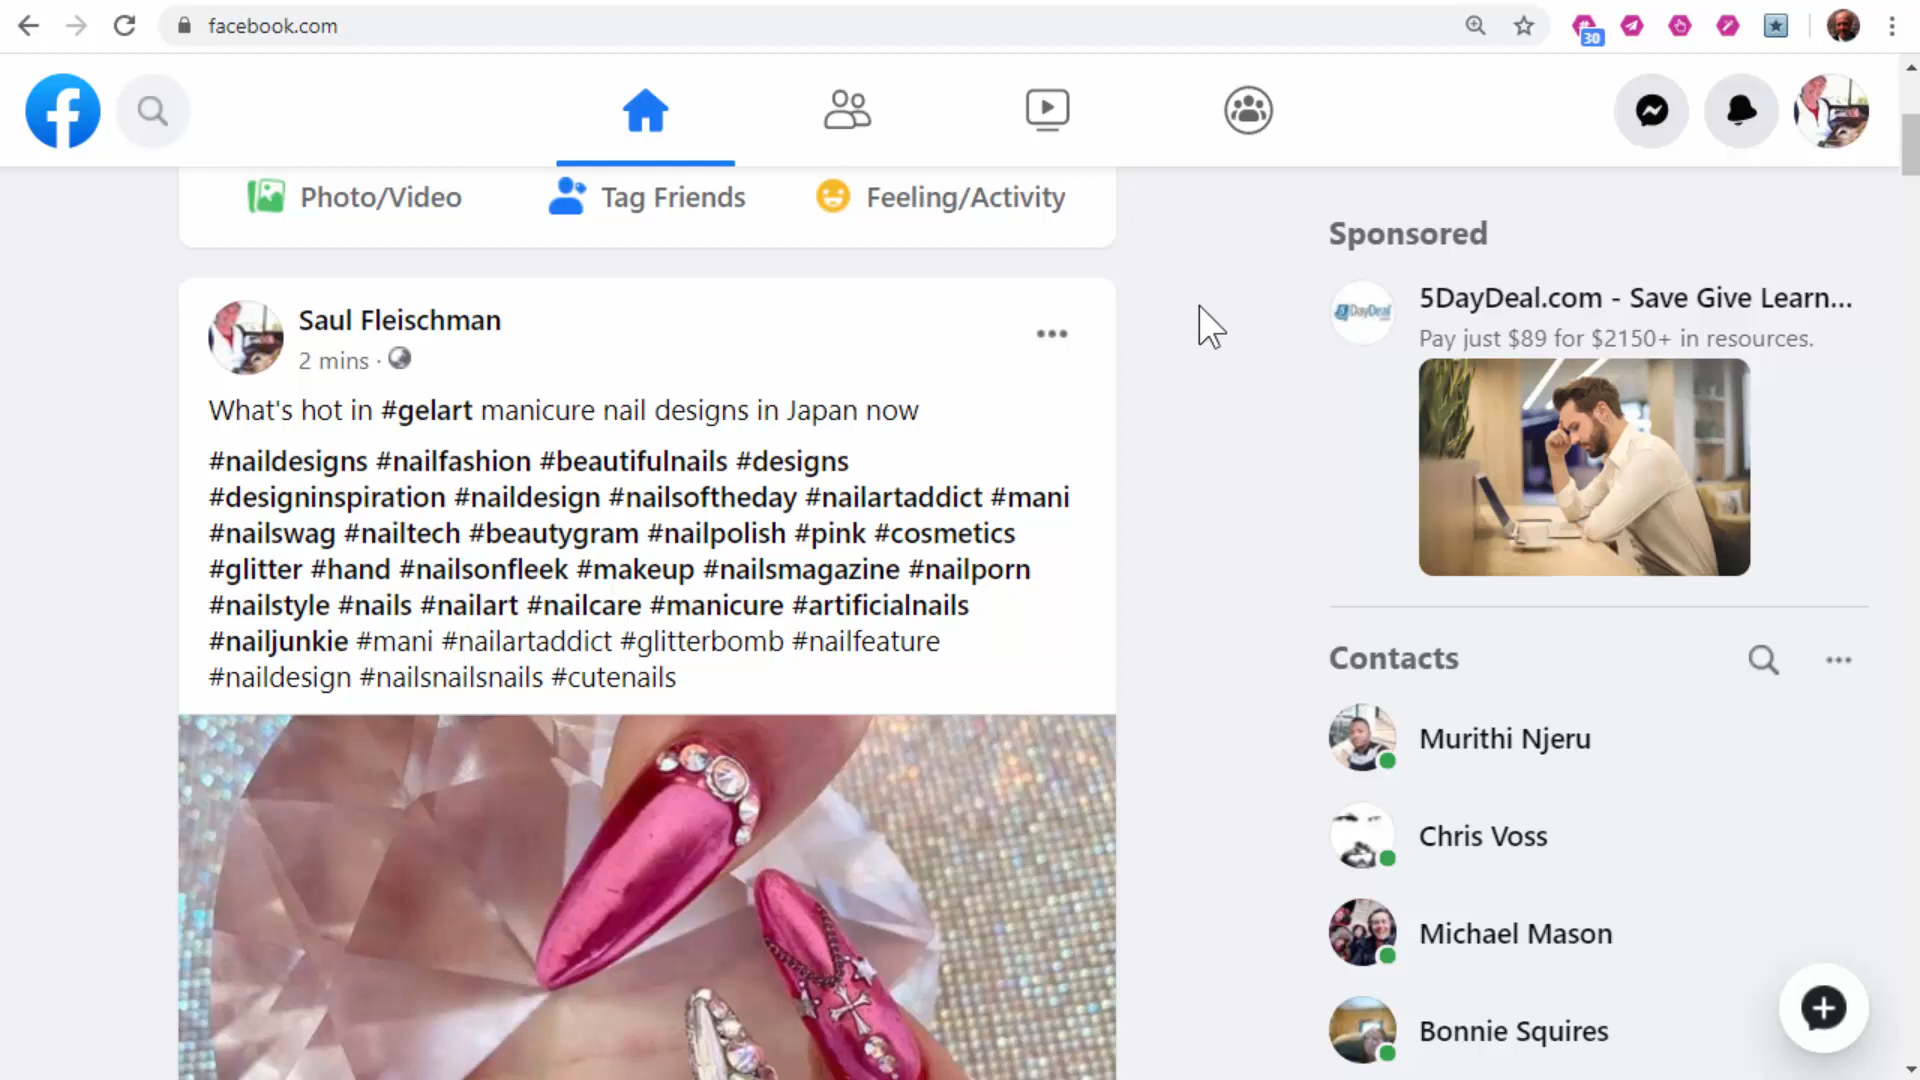 facebook.com
30
Photo/Video
Tag Friends
Feeling/Activity
Saul Fleischman
2 mins ·
What's hot in #gelart manicure nail designs in Japan now
#naildesigns #nailfashion #beautifulnails #designs
#designinspiration #naildesign #nailsoftheday #nailartaddict #mani
#nailswag #nailtech #beautygram #nailpolish #pink #cosmetics
#glitter #hand #nailsonfleek #makeup #nailsmagazine #nailporn
#nailstyle #nails #nailart #nailcare #manicure #artificialnails
#nailjunkie #mani #nailartaddict #glitterbomb #nailfeature
#naildesign #nailsnailsnails #cutenails
Sponsored
5DayDeal
5DayDeal.com - Save Give Learn...
Pay just $89 for $2150+ in resources.
Contacts
Murithi Njeru
Chris Voss
Michael Mason
Bonnie Squires